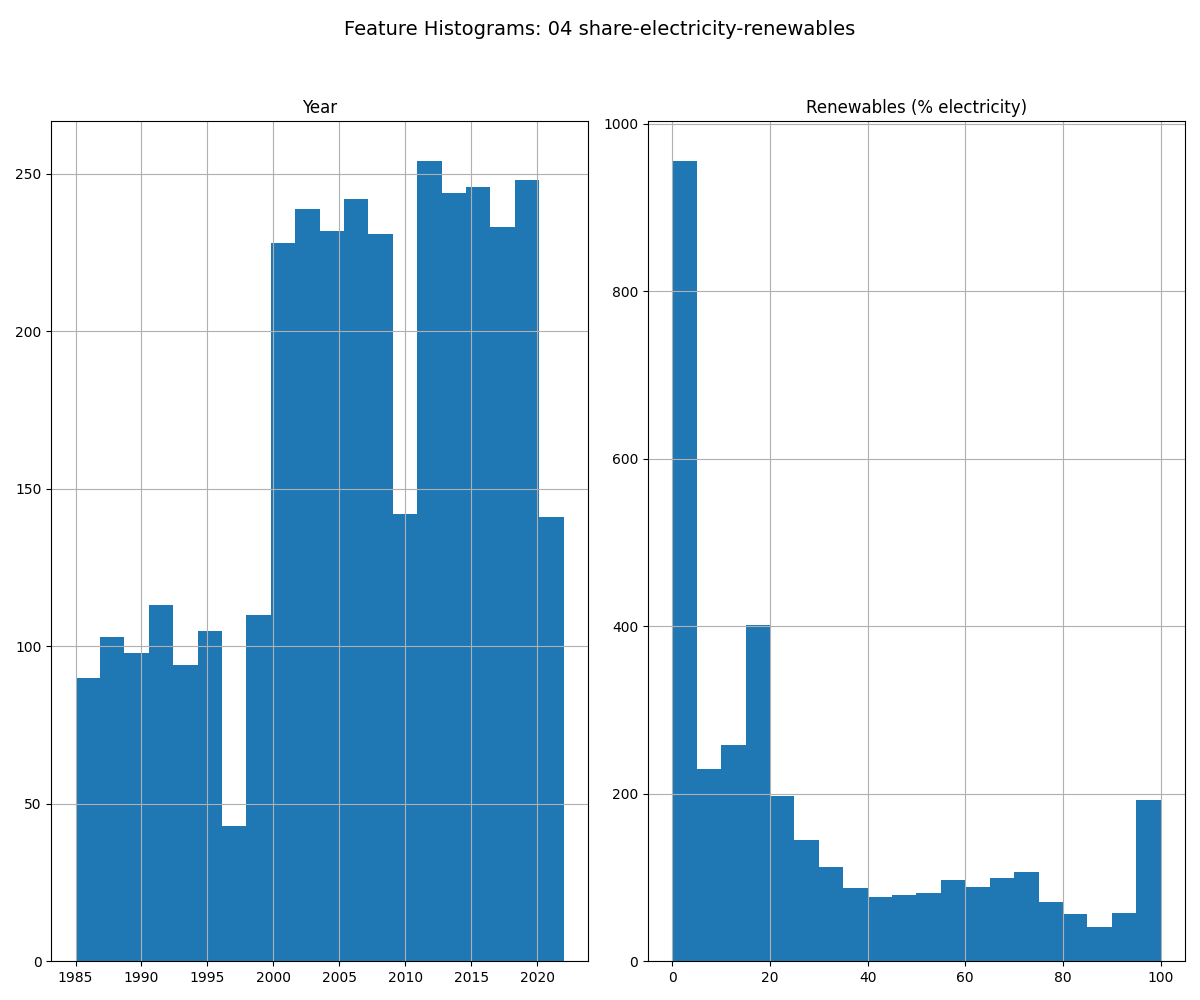 Feature Histograms: 04 share-electricity-renewables
Year
250
200
150
100
50
0
1985 1990 1995 2000 2005 2010 2015 2020
Renewables (% electricity)
1000
800
600
400
200
0
0 20 40 60 80 100